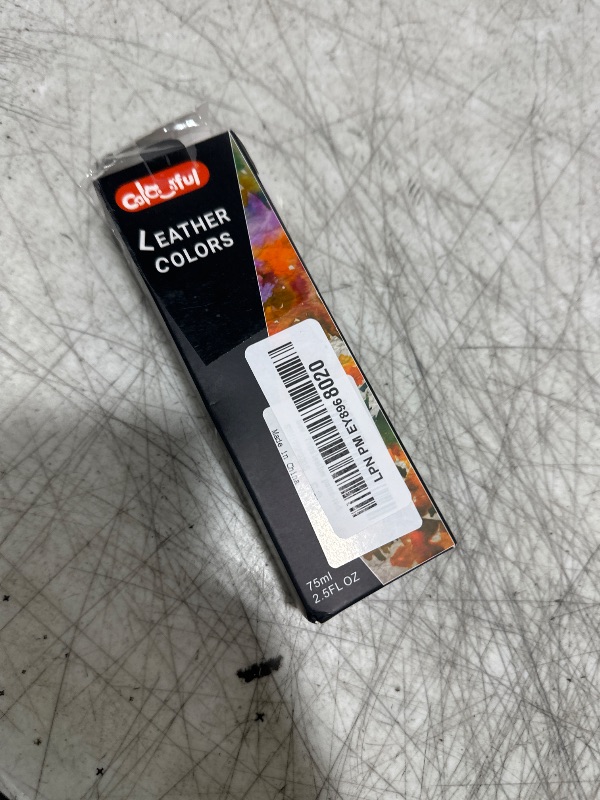 Colourful
LEATHER
COLORS
LPN PM EY896 8020
Made in China
75ml
2.5FL OZ